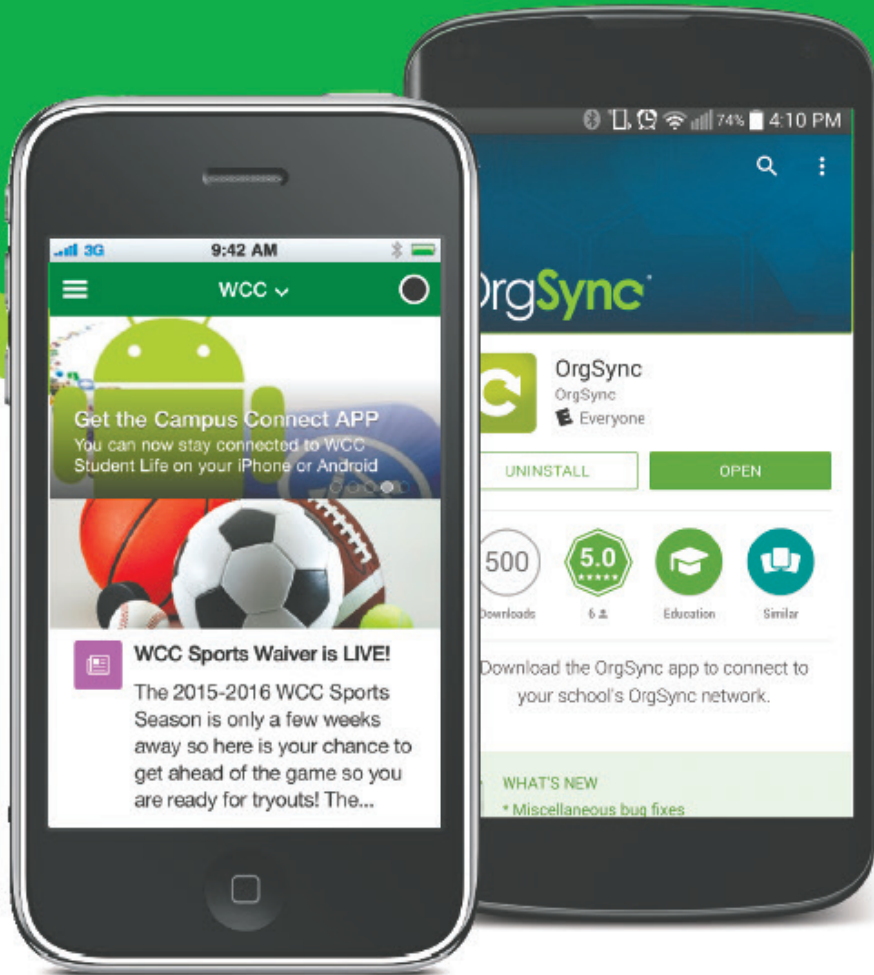 3G 9:42 AM
WCC
Get the Campus Connect APP
You can now stay connected to WCC
Student Life on your iPhone or Android
WCC Sports Waiver is LIVE!
The 2015-2016 WCC Sports
Season is only a few weeks
away so here is your chance to
get ahead of the game so you
are ready for tryouts! The...
74% 4:10 PM
OrgSync
OrgSync
OrgSync
Everyone
UNINSTALL OPEN
500 5.0
Downloads 6 Education Similar
Download the OrgSync app to connect to
your school's OrgSync network.
WHAT'S NEW
* Miscellaneous bug fixes